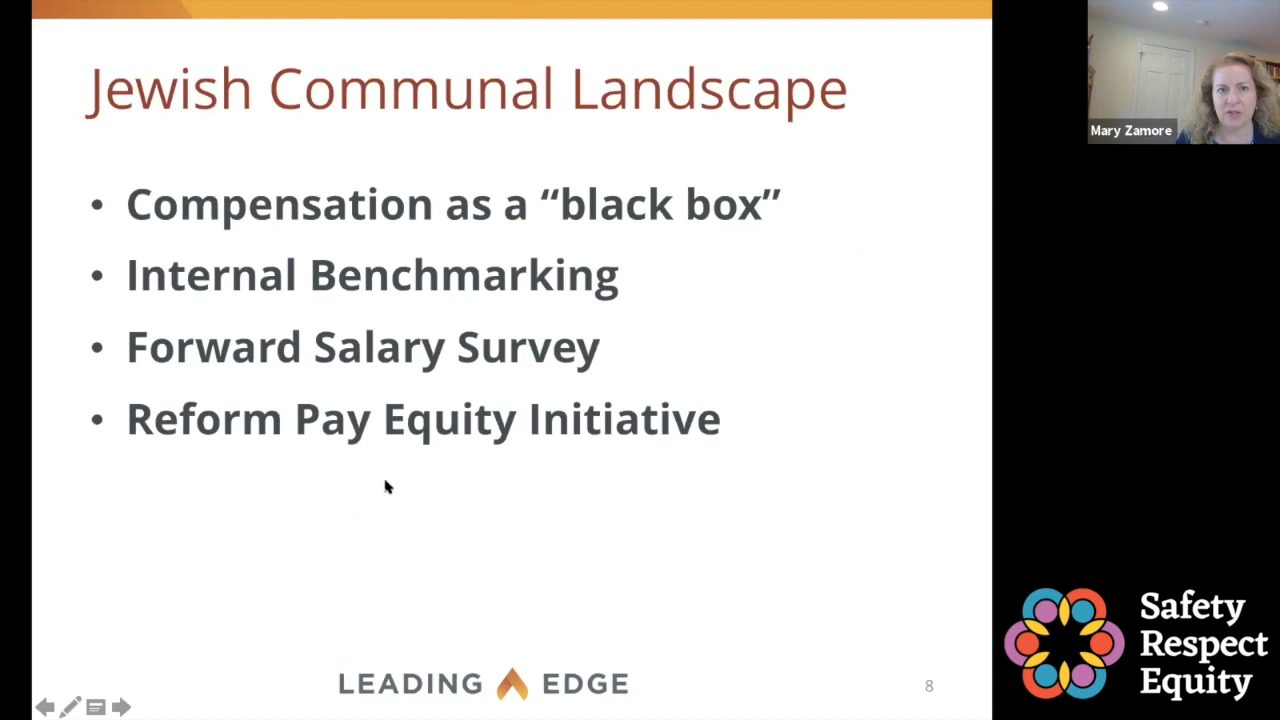 Jewish Communal Landscape
• Compensation as a “black box”
• Internal Benchmarking
• Forward Salary Survey
• Reform Pay Equity Initiative
LEADING EDGE
8
Mary Zamore
Safety
Respect
Equity